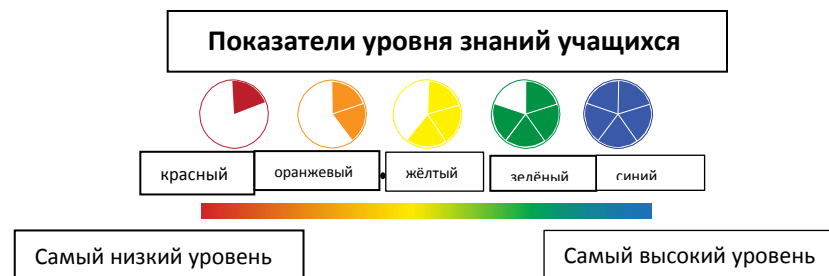 Показатели уровня знаний учащихся
красный
оранжевый
жёлтый
зелёный
синий
Самый низкий уровень
Самый высокий уровень